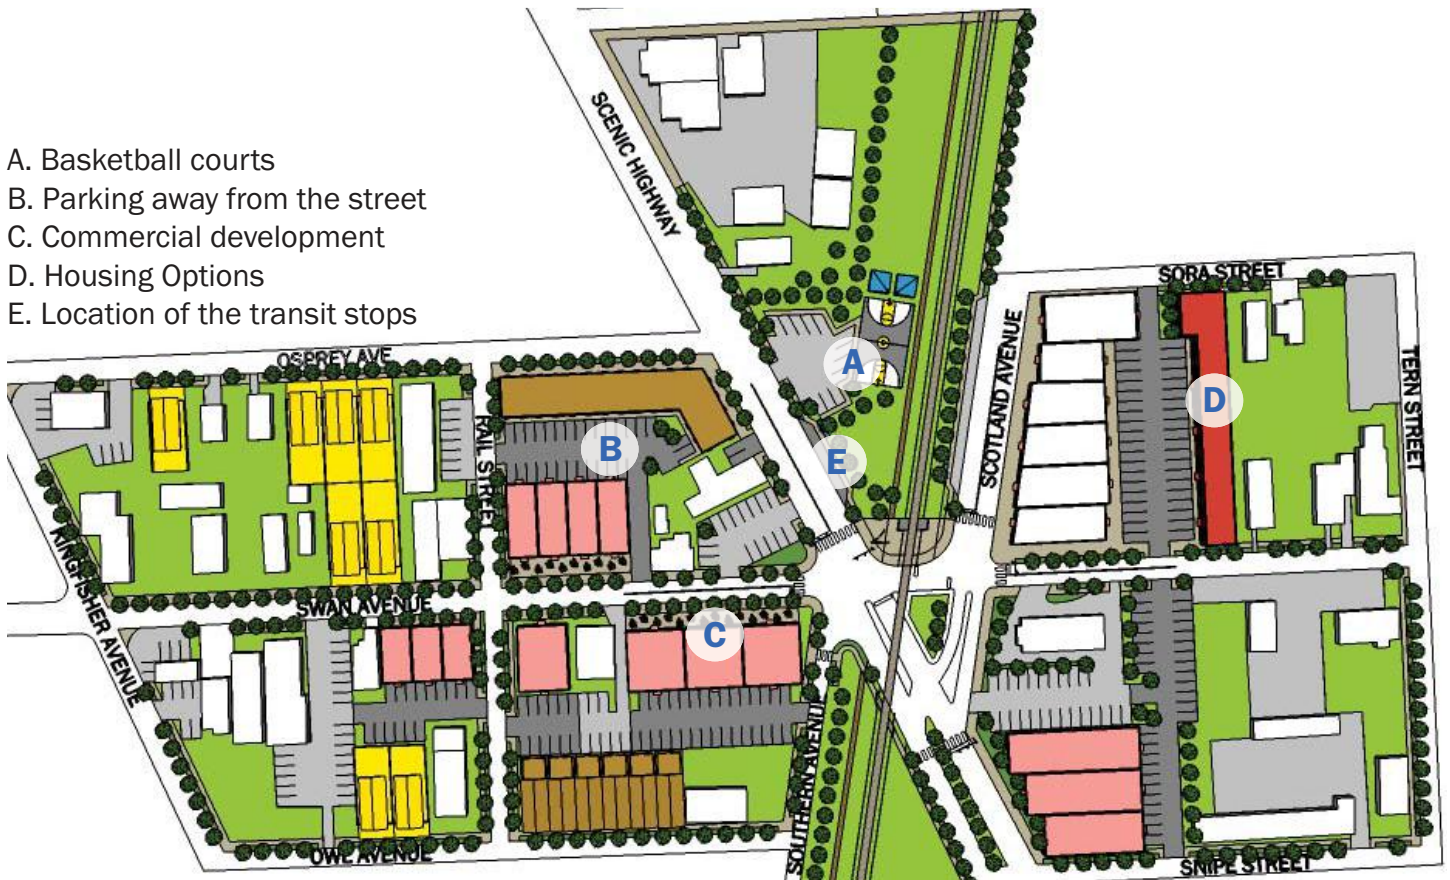 A. Basketball courts
B. Parking away from the street
C. Commercial development
D. Housing Options
E. Location of the transit stops
SCENIC HIGHWAY
SORA STREET
OSPREY AVE
SCOTLAND AVENUE
TERN STREET
A
D
RAIL STREET
B
E
KINGFISHER AVENUE
SWAN AVENUE
C
SOUTHERN AVENUE
OWL AVENUE
SNIPE STREET